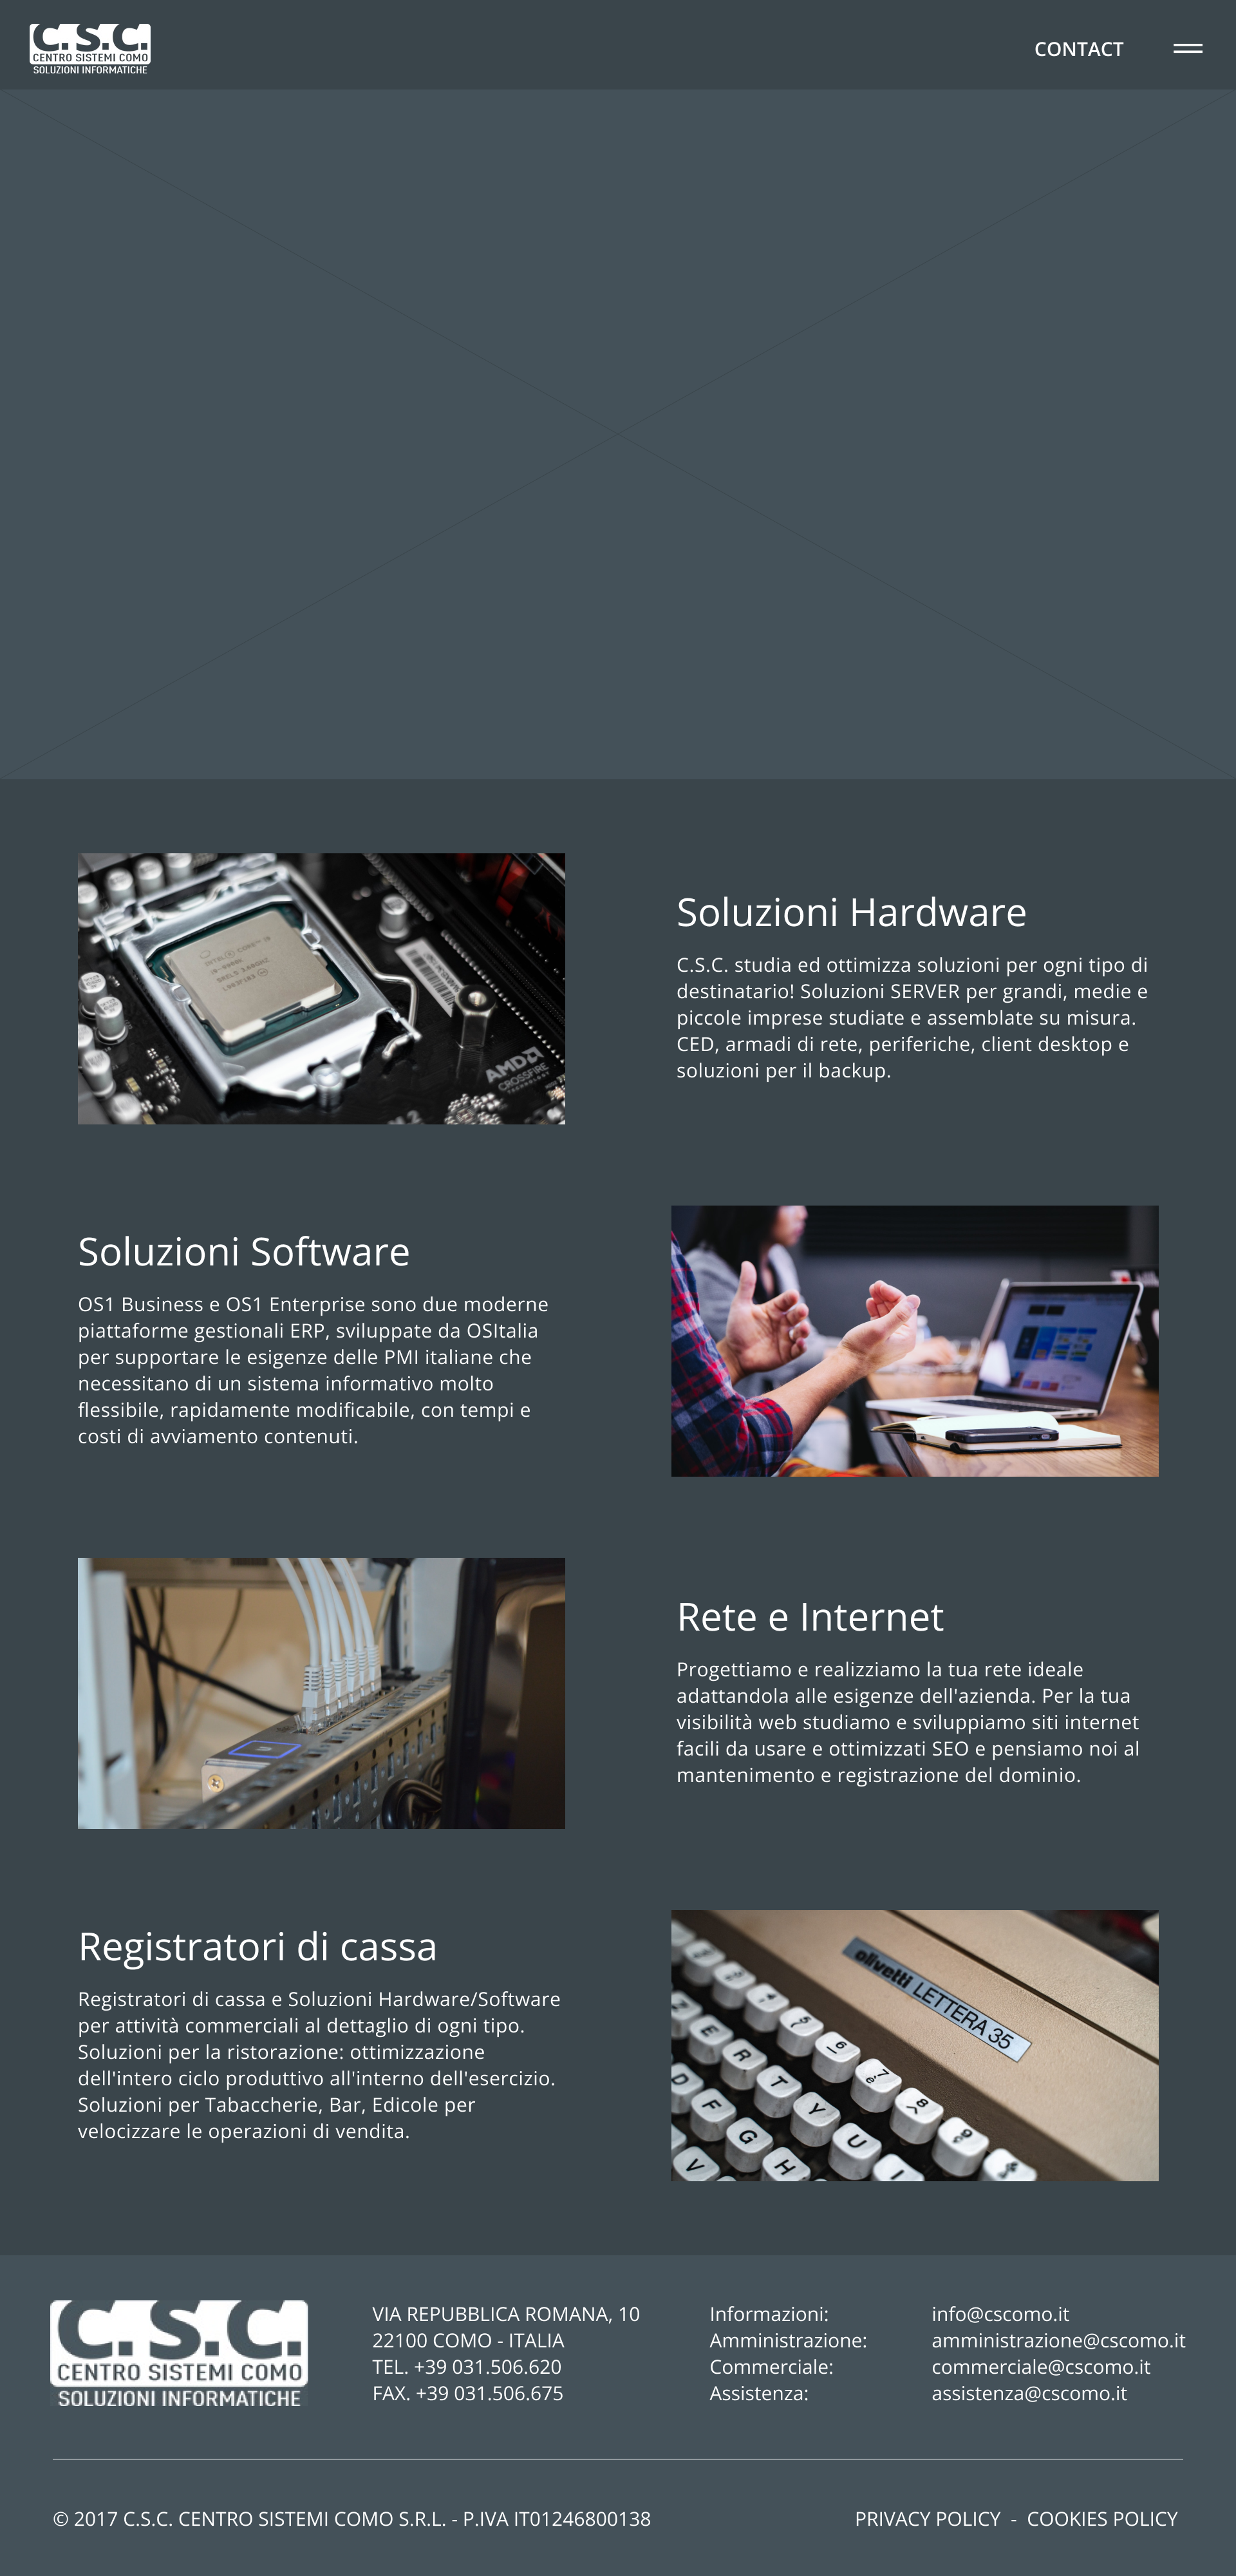 C.S.C.
CENTRO SISTEMI COMO
SOLUZIONI INFORMATICHE
CONTACT
INTEL® CORE™ i9
AMD
CROSSFIRE
Soluzioni Hardware
C.S.C. studia ed ottimizza soluzioni per ogni tipo di
destinatario! Soluzioni SERVER per grandi, medie e
piccole imprese studiate e assemblate su misura.
CED, armadi di rete, periferiche, client desktop e
soluzioni per il backup.
Soluzioni Software
OS1 Business e OS1 Enterprise sono due moderne
piattaforme gestionali ERP, sviluppate da OSItalia
per supportare le esigenze delle PMI italiane che
necessitano di un sistema informativo molto
flessibile, rapidamente modificabile, con tempi e
costi di avviamento contenuti.
Rete e Internet
Progettiamo e realizziamo la tua rete ideale
adattandola alle esigenze dell'azienda. Per la tua
visibilità web studiamo e sviluppiamo siti internet
facili da usare e ottimizzati SEO e pensiamo noi al
mantenimento e registrazione del dominio.
Registratori di cassa
Registratori di cassa e Soluzioni Hardware/Software
per attività commerciali al dettaglio di ogni tipo.
Soluzioni per la ristorazione: ottimizzazione
dell'intero ciclo produttivo all'interno dell'esercizio.
Soluzioni per Tabaccherie, Bar, Edicole per
velocizzare le operazioni di vendita.
olivetti LETTERA 35
E R T Y U I
D F G H
V
C.S.C.
CENTRO SISTEMI COMO
SOLUZIONI INFORMATICHE
VIA REPUBBLICA ROMANA, 10
22100 COMO - ITALIA
TEL. +39 031.506.620
FAX. +39 031.506.675
Informazioni: info@cscomo.it
Amministrazione: amministrazione@cscomo.it
Commerciale: commerciale@cscomo.it
Assistenza: assistenza@cscomo.it
© 2017 C.S.C. CENTRO SISTEMI COMO S.R.L. - P.IVA IT01246800138
PRIVACY POLICY - COOKIES POLICY